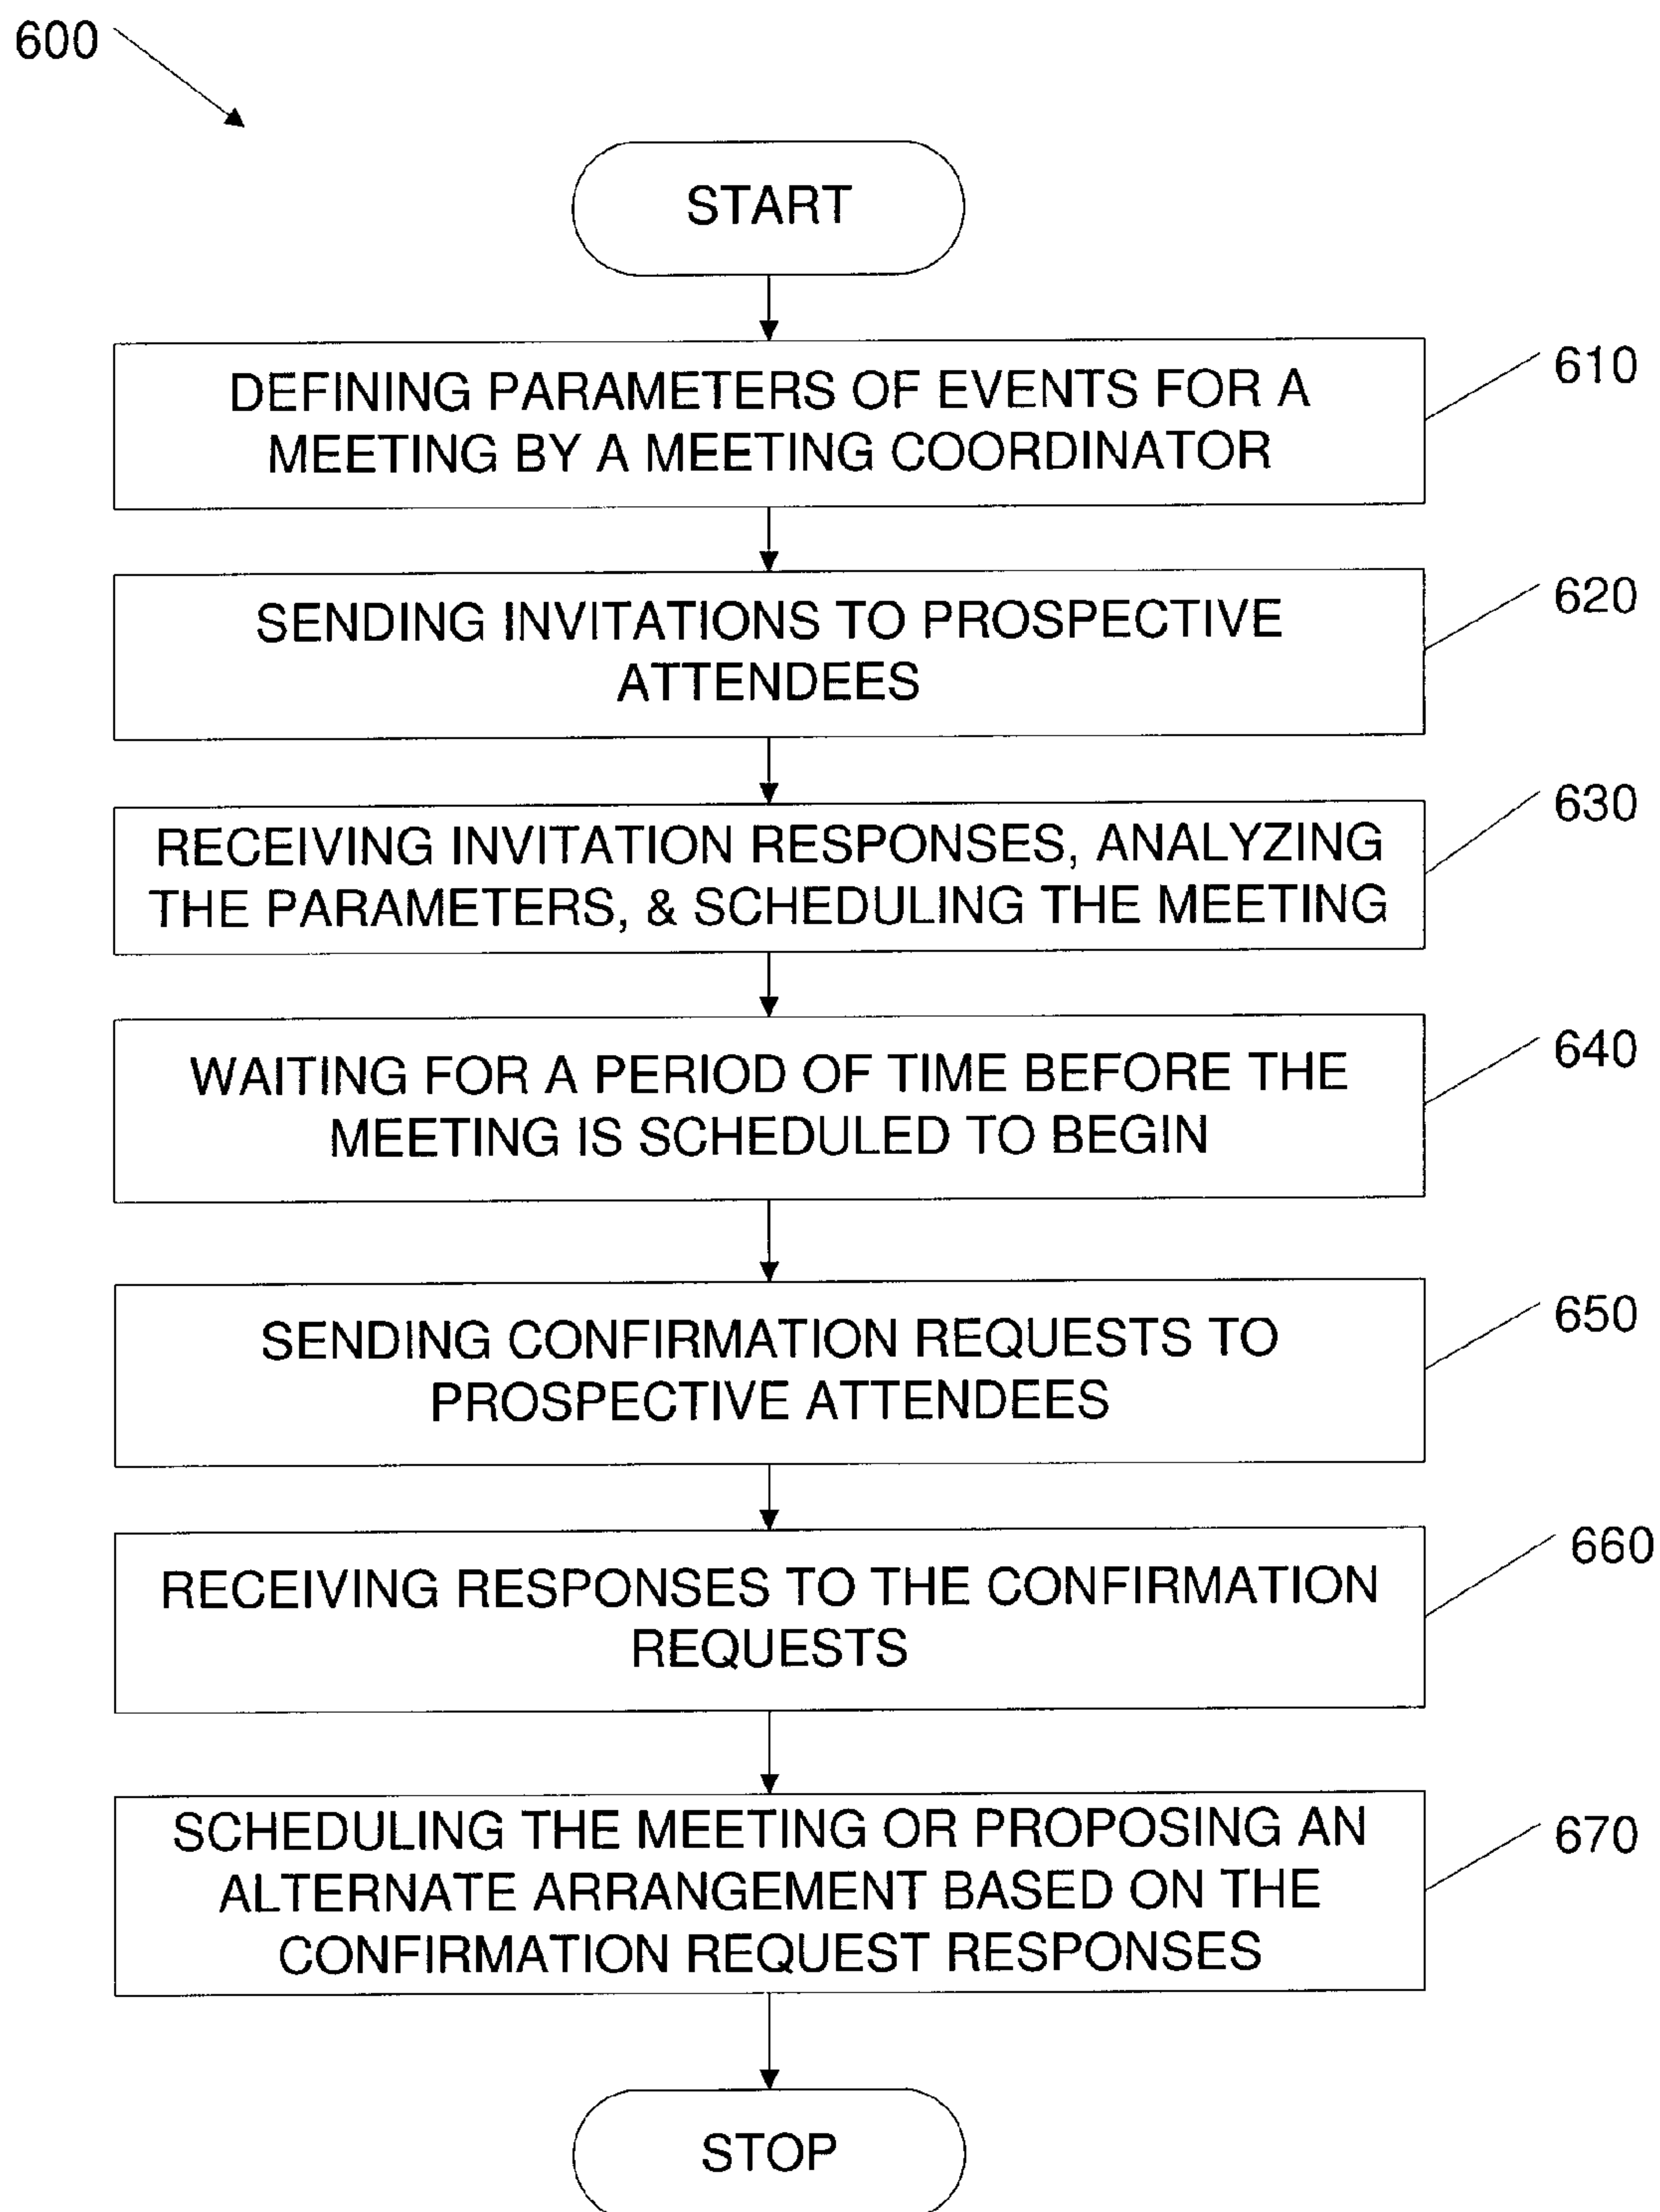 600
START
DEFINING PARAMETERS OF EVENTS FOR A
MEETING BY A MEETING COORDINATOR
610
SENDING INVITATIONS TO PROSPECTIVE
ATTENDEES
620
RECEIVING INVITATION RESPONSES, ANALYZING
THE PARAMETERS, & SCHEDULING THE MEETING
630
WAITING FOR A PERIOD OF TIME BEFORE THE
MEETING IS SCHEDULED TO BEGIN
640
SENDING CONFIRMATION REQUESTS TO
PROSPECTIVE ATTENDEES
650
RECEIVING RESPONSES TO THE CONFIRMATION
REQUESTS
660
SCHEDULING THE MEETING OR PROPOSING AN
ALTERNATE ARRANGEMENT BASED ON THE
CONFIRMATION REQUEST RESPONSES
670
STOP